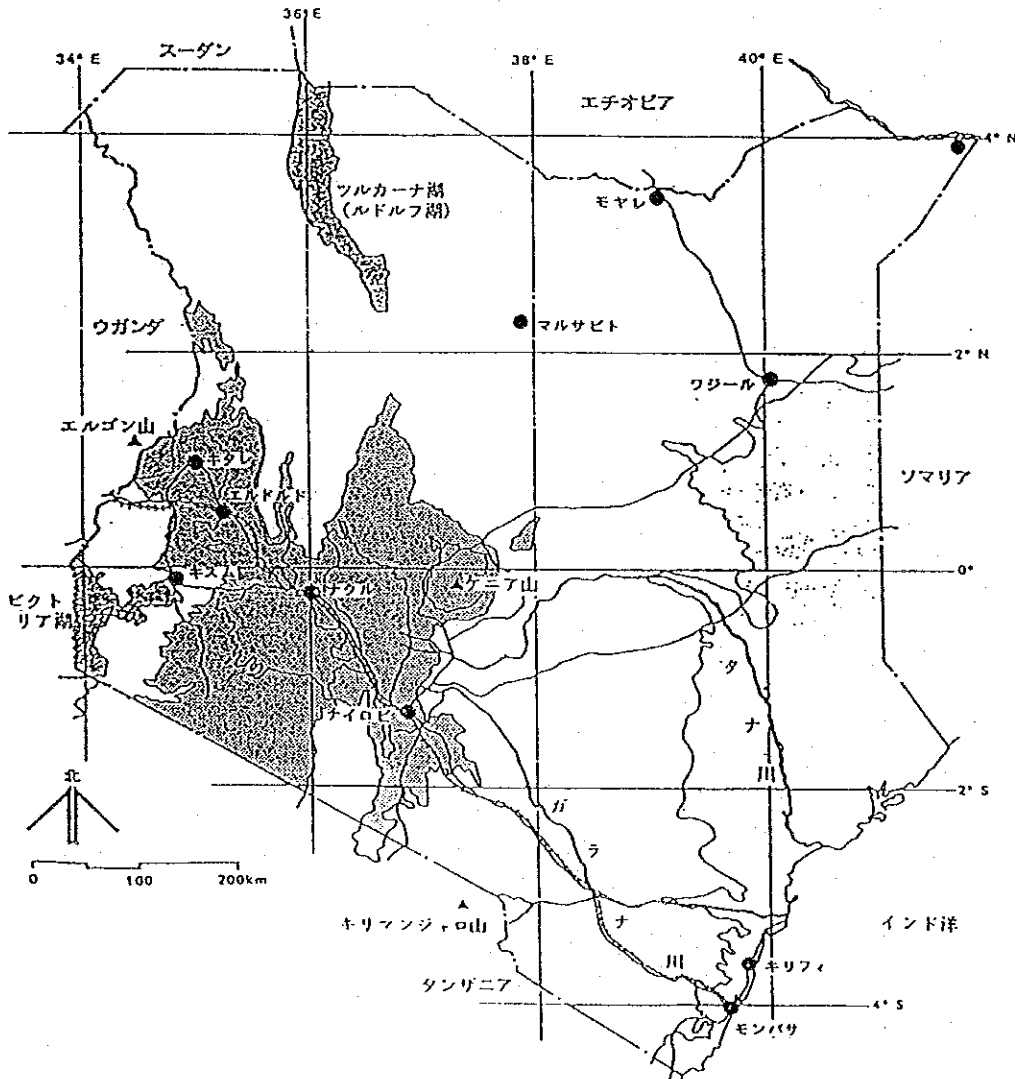 36° E
34° E
スーダン
38° E
40° E
エチオピア
4° N
ツルカーナ湖
(ルドルフ湖)
モヤレ
マルサビト
ウガンダ
2° N
ワジール
エルゴン山
キタレ
ソマリア
エルドルド
キスム
0°
ケニア山
ナクル
ビクト
リア湖
タ
ナ
川
ナイロビ
北
2° S
ガ
ラ
ナ
川
0 100 200km
キリマンジャロ山
インド洋
キリフィ
タンザニア
4° S
モンバサ